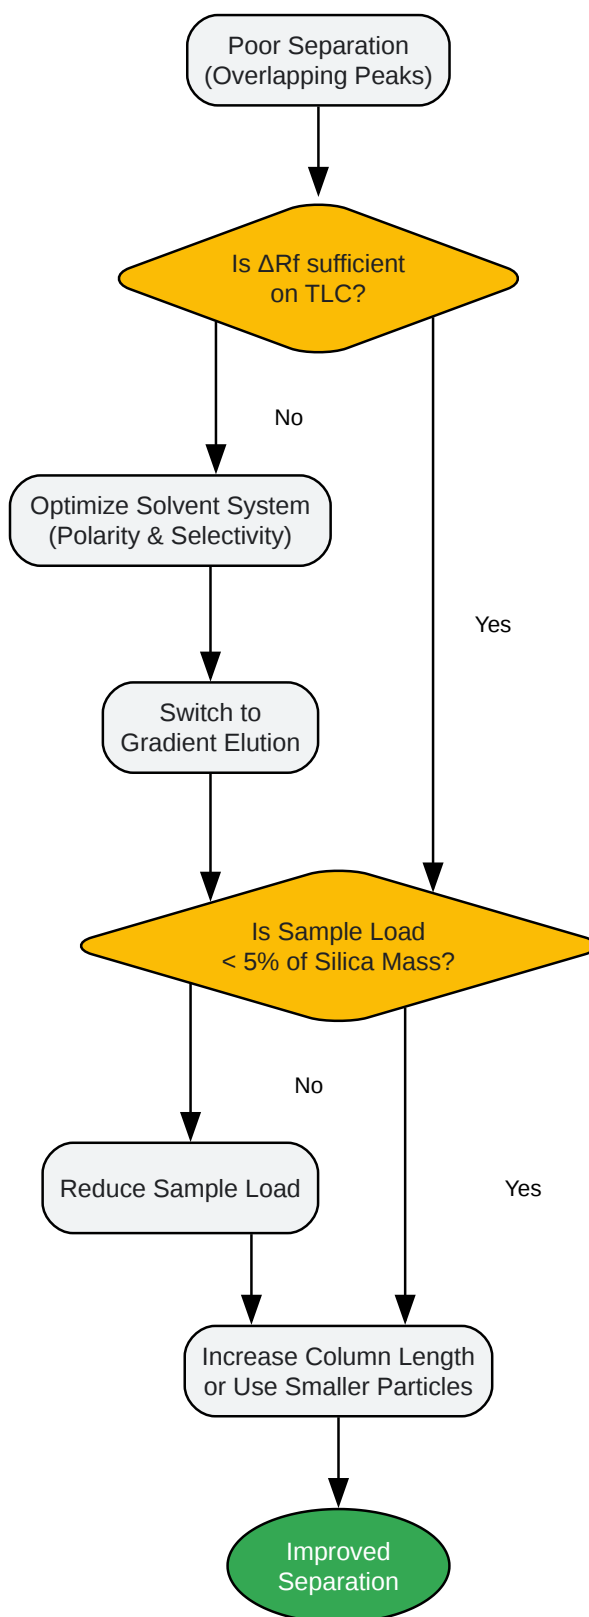 Poor Separation
(Overlapping Peaks)
Is ΔRf sufficient
on TLC?
No
Optimize Solvent System
(Polarity & Selectivity)
Yes
Switch to
Gradient Elution
Is Sample Load
< 5% of Silica Mass?
No
Reduce Sample Load
Yes
Increase Column Length
or Use Smaller Particles
Improved
Separation